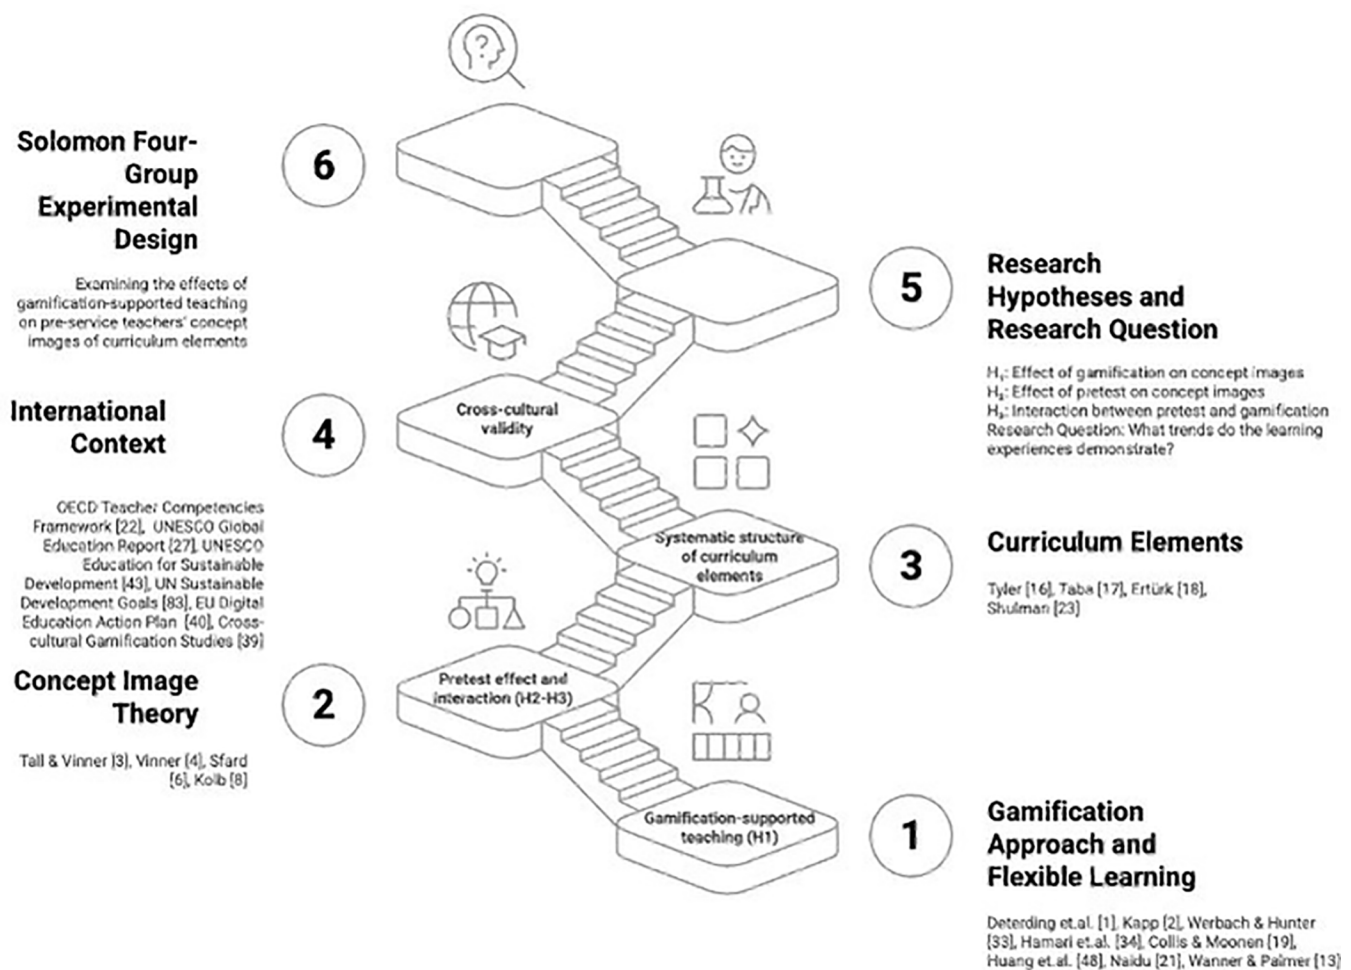 Solomon Four-
Group
Experimental
Design
6
Examining the effects of
gamification-supported teaching
on pre-service teachers' concept
images of curriculum elements
5
Research
Hypotheses and
Research Question
H₁: Effect of gamification on concept images
H₂: Effect of pretest on concept images
H₃: Interaction between pretest and gamification
Research Question: What trends do the learning
experiences demonstrate?
International
Context
4
Cross-cultural
validity
OECD Teacher Competencies
Framework [22], UNESCO Global
Education Report [27], UNESCO
Education for Sustainable
Development [43], UN Sustainable
Development Goals [83], EU Digital
Education Action Plan [40], Cross-
cultural Gamification Studies [39]
Systematic structure
of curriculum
elements
3
Curriculum Elements
Tyler [16], Taba [17], Ertürk [18],
Shulman [23]
Concept Image
Theory
2
Pretest effect and
interaction (H2-H3)
Tall & Vinner [3], Vinner [4], Sfard
[6], Kolb [8]
Gamification-supported
teaching (H1)
1
Gamification
Approach and
Flexible Learning
Deterding et.al. [1], Kapp [2], Werbach & Hunter
[33], Hamari et.al. [34], Collis & Moonen [19],
Huang et.al. [48], Naidu [21], Wanner & Palmer [13]